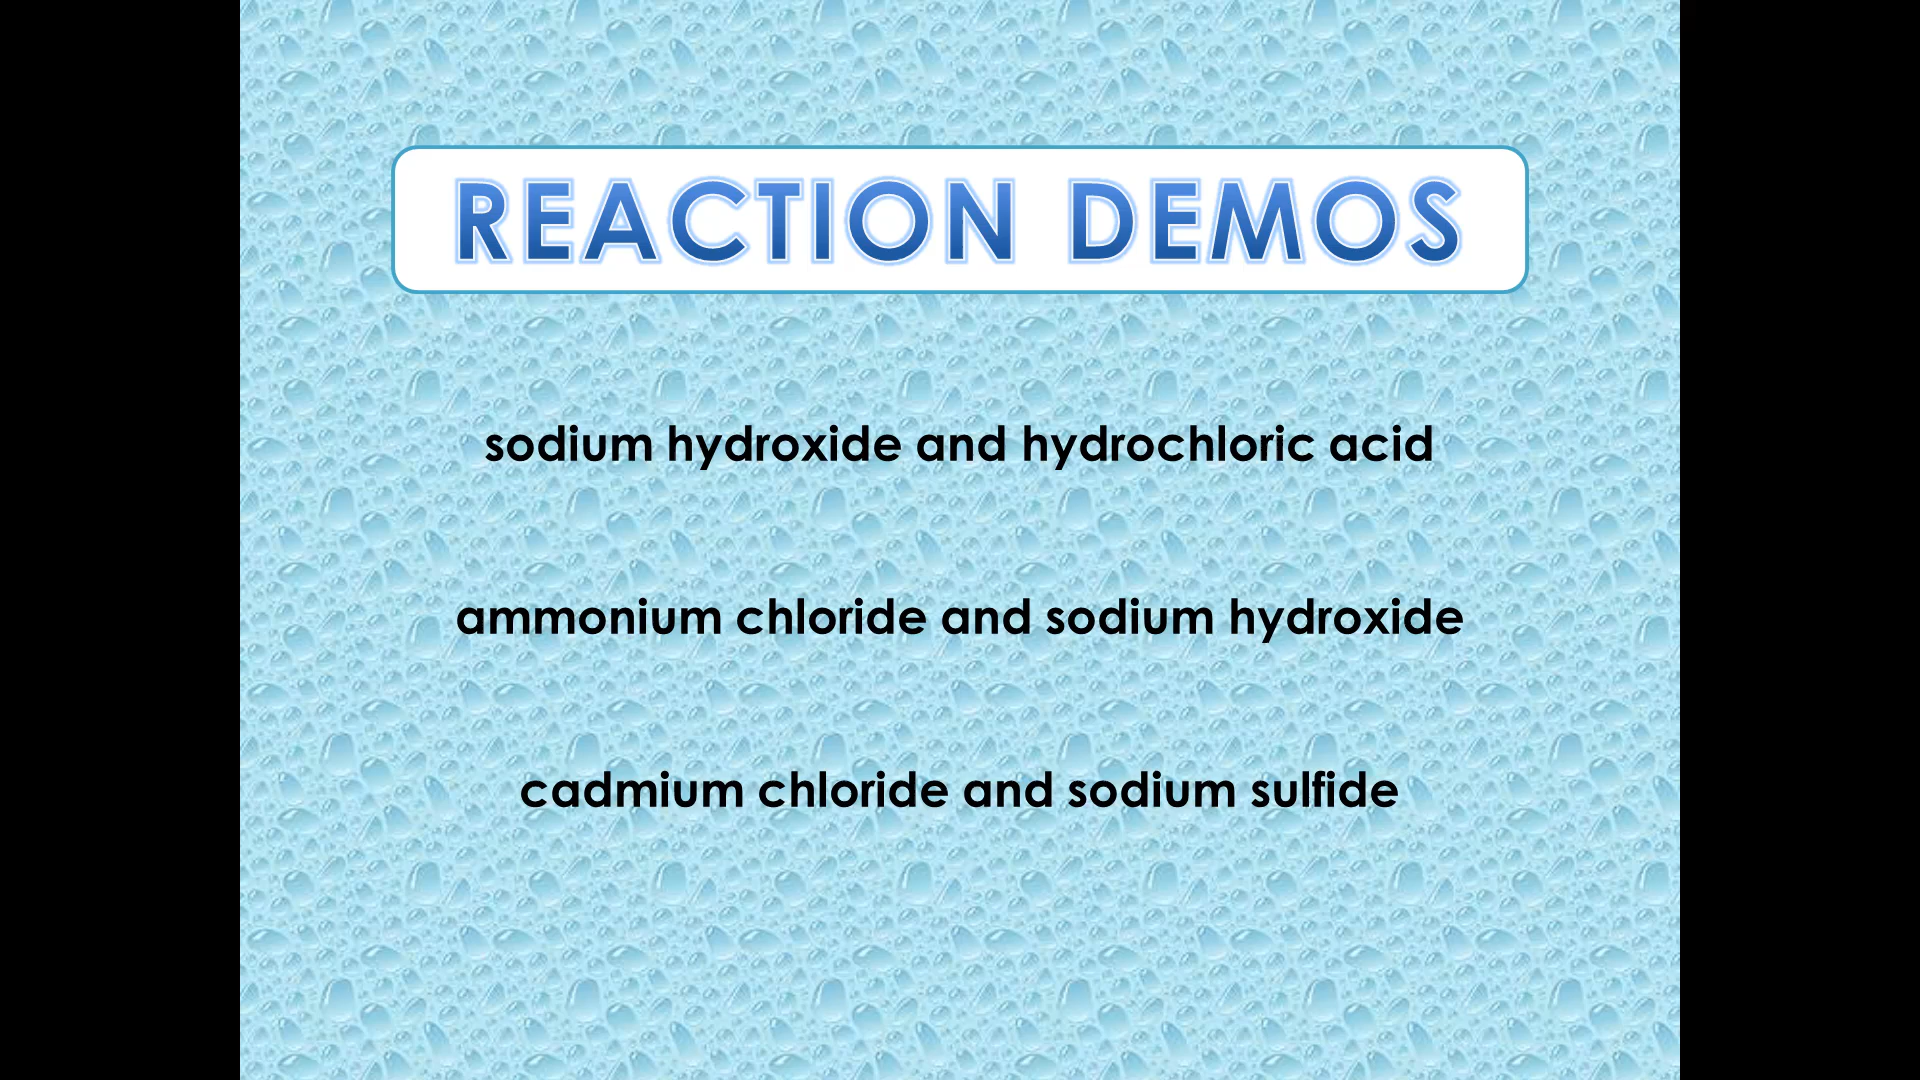 REACTION DEMOS
sodium hydroxide and hydrochloric acid
ammonium chloride and sodium hydroxide
cadmium chloride and sodium sulfide